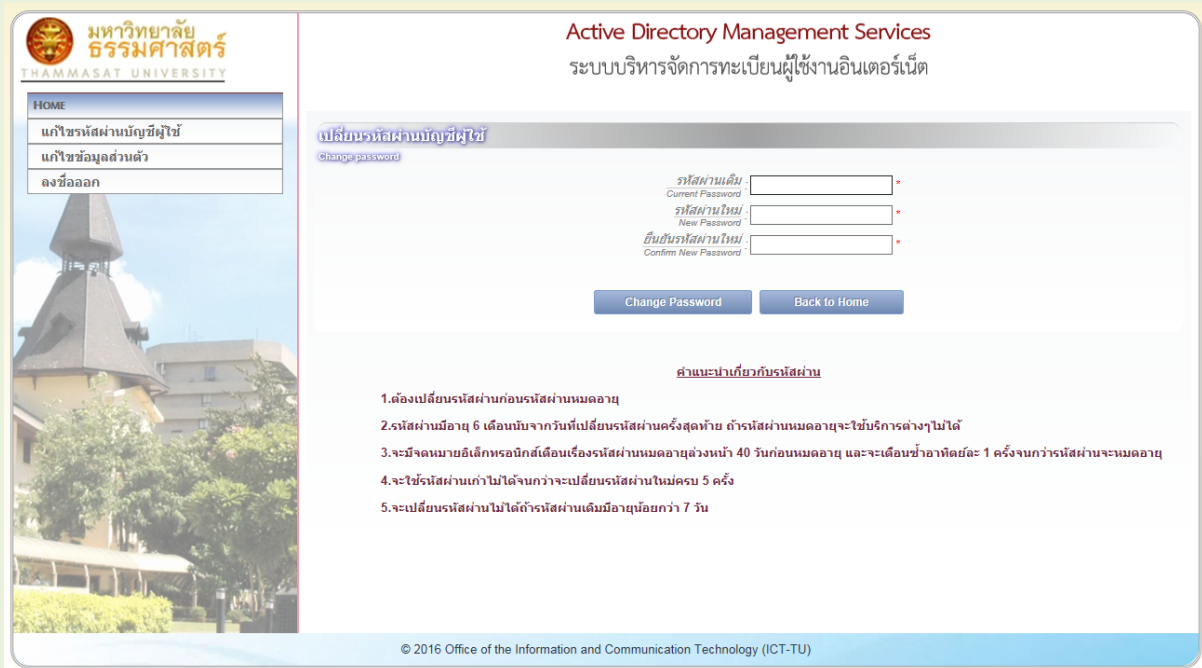 มหาวิทยาลัย
ธรรมศาสตร์
THAMMASAT UNIVERSITY
Active Directory Management Services
ระบบบริหารจัดการทะเบียนผู้ใช้งานอินเตอร์เน็ต
HOME
แก้ไขรหัสผ่านบัญชีผู้ใช้
แก้ไขข้อมูลส่วนตัว
ลงชื่อออก
เปลี่ยนรหัสผ่านบัญชีผู้ใช้
Change password
รหัสผ่านเดิม : *
Current Password
รหัสผ่านใหม่ : *
New Password
ยืนยันรหัสผ่านใหม่ : *
Confirm New Password
Change Password Back to Home
คำแนะนำเกี่ยวกับรหัสผ่าน
1.ต้องเปลี่ยนรหัสผ่านก่อนรหัสผ่านหมดอายุ
2.รหัสผ่านมีอายุ 6 เดือนนับจากวันที่เปลี่ยนรหัสผ่านครั้งสุดท้าย ถ้ารหัสผ่านหมดอายุจะใช้บริการต่างๆไม่ได้
3.จะมีจดหมายอิเล็กทรอนิกส์เตือนเรื่องรหัสผ่านหมดอายุล่วงหน้า 40 วันก่อนหมดอายุ และจะเตือนซ้ำอาทิตย์ละ 1 ครั้งจนกว่ารหัสผ่านจะหมดอายุ
4.จะใช้รหัสผ่านเก่าไม่ได้จนกว่าจะเปลี่ยนรหัสผ่านใหม่ครบ 5 ครั้ง
5.จะเปลี่ยนรหัสผ่านไม่ได้ถ้ารหัสผ่านเดิมมีอายุน้อยกว่า 7 วัน
© 2016 Office of the Information and Communication Technology (ICT-TU)